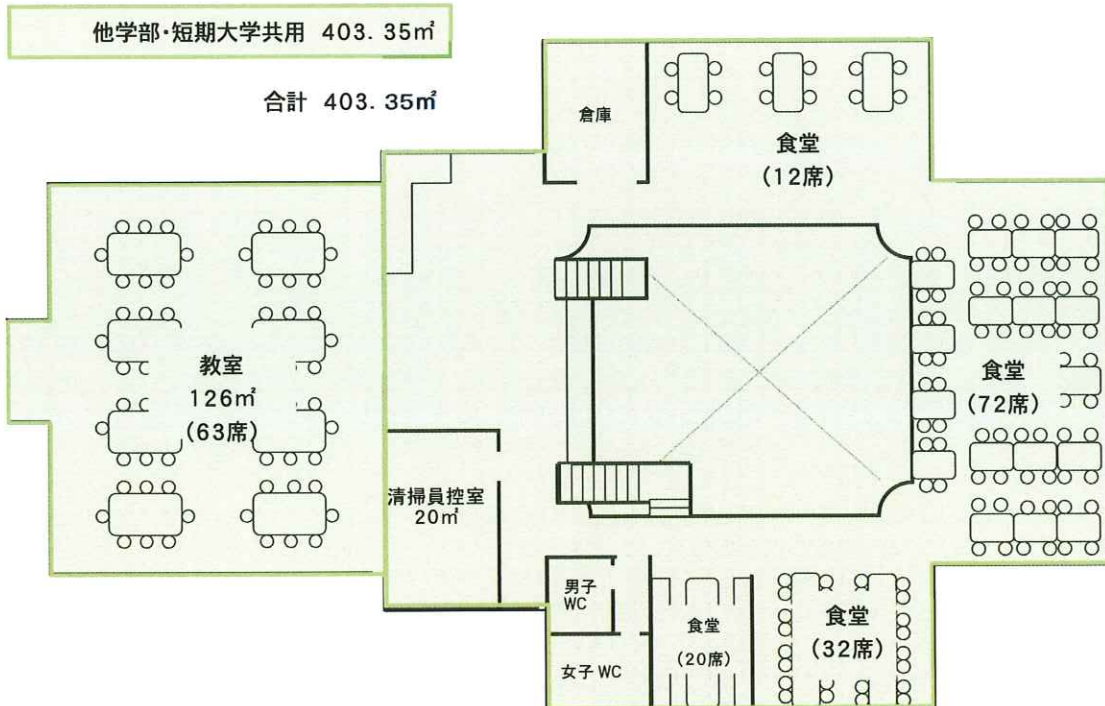 他学部・短期大学共用 403.35㎡
合計 403.35㎡
倉庫
食堂
(12席)
教室
126㎡
(63席)
食堂
(72席)
清掃員控室
20㎡
男子
WC
女子 WC
食堂
(20席)
食堂
(32席)